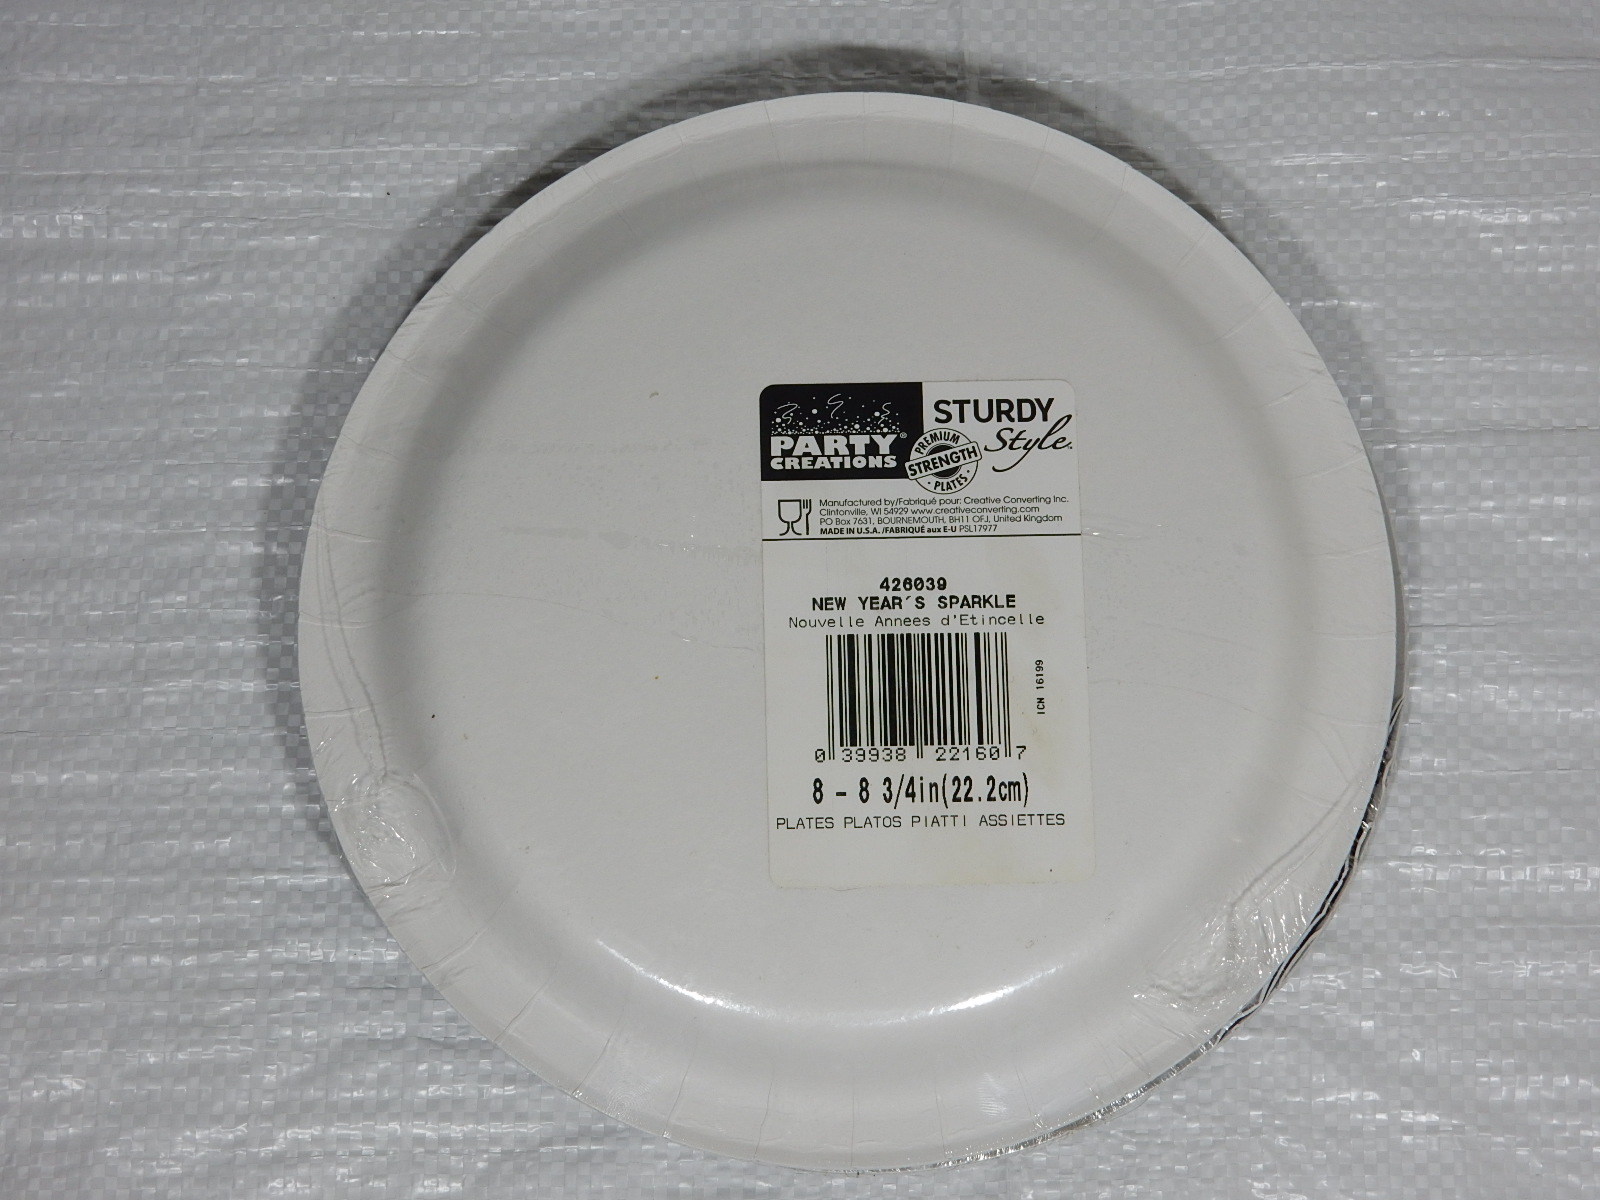 PARTY®
CREATIONS
STURDY
Style.
PREMIUM
STRENGTH
· PLATES ·
Manufactured by/Fabriqué pour: Creative Converting Inc.
Clintonville, WI 54929 www.creativeconverting.com
PO Box 7631, BOURNEMOUTH, BH11 OFJ, United Kingdom
MADE IN U.S.A./FABRIQUÉ aux E-U PSL17977
426039
NEW YEAR'S SPARKLE
Nouvelle Annees d'Etincelle
ICN 16199
0 39938 22160 7
8 - 8 3/4in(22.2cm)
PLATES PLATOS PIATTI ASSIETTES